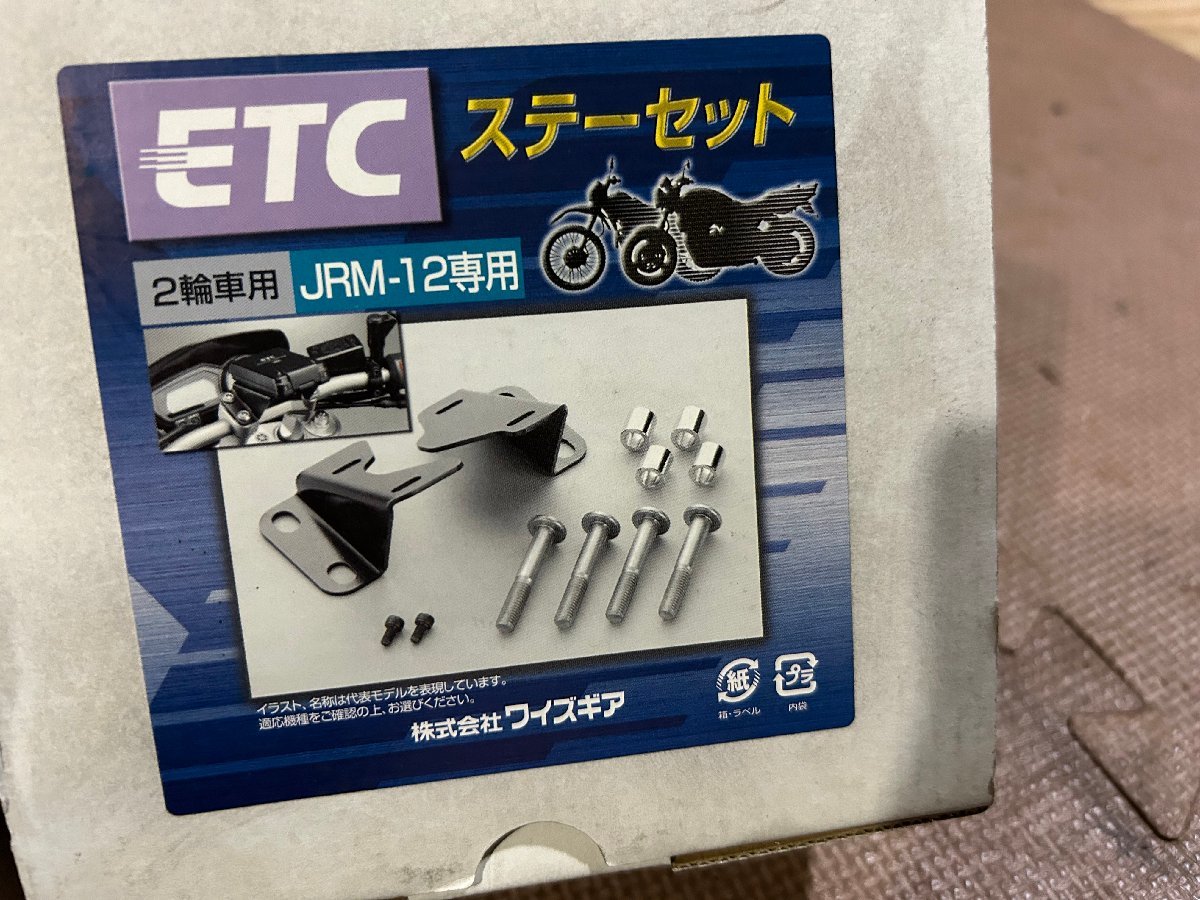 ETC
ステーセット
2輪車用 JRM-12専用
ETC
イラスト、名称は代表モデルを表現しています。
適応機種をご確認の上、お選びください。
株式会社ワイズギア
紙
箱・ラベル
プラ
内袋